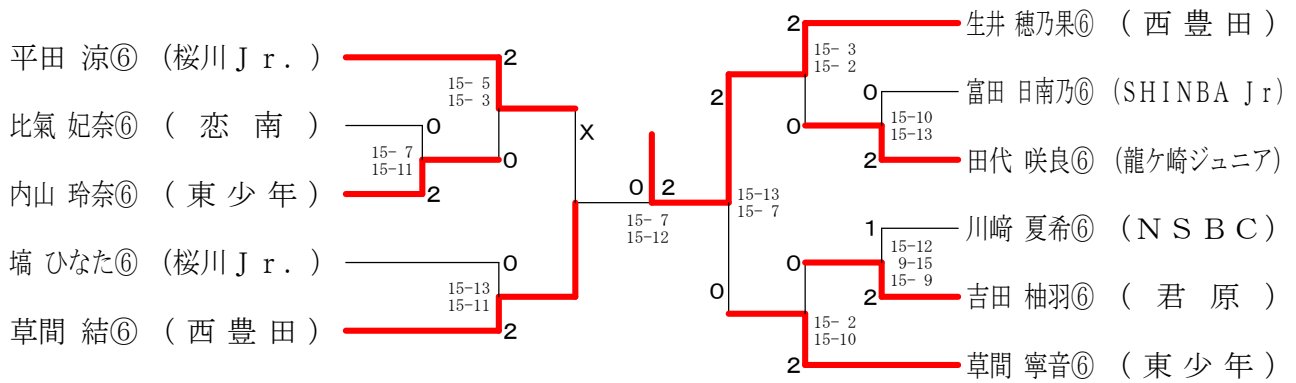 平田 涼⑥ (桜川Jr.)
2
15- 5
15- 3
比氣 妃奈⑥ (恋南)
0
X
15- 7
15-11
0
内山 玲奈⑥ (東少年)
2
塙 ひなた⑥ (桜川Jr.)
0
15-13
15-11
草間 結⑥ (西豊田)
2
0 2
15- 7
15-12
2 生井 穂乃果⑥ (西豊田)
15- 3
15- 2
2
0 富田 日南乃⑥ (SHINBA Jr)
15-10
15-13
0
2 田代 咲良⑥ (龍ケ崎ジュニア)
15-13
15- 7
1 川﨑 夏希⑥ (NSBC)
15-12
9-15
15- 9
0
2 吉田 柚羽⑥ (君原)
0
15- 2
15-10
2 草間 寧音⑥ (東少年)